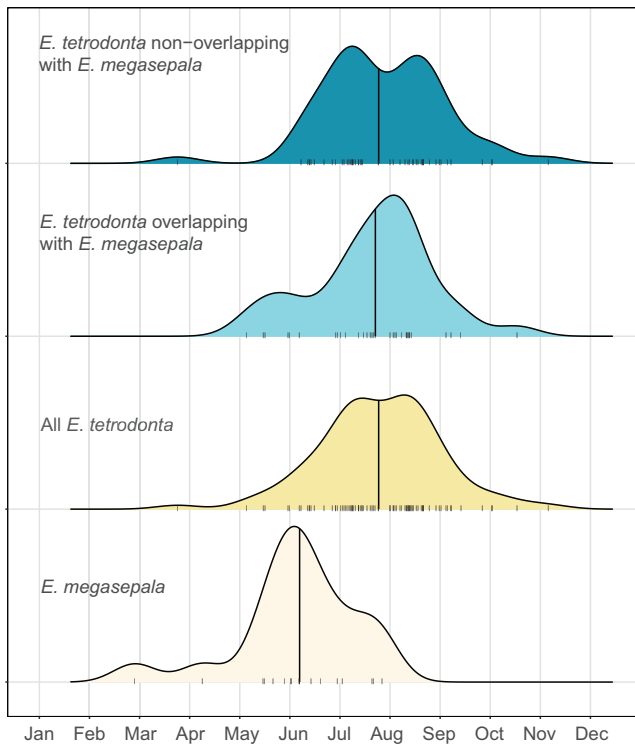 E. tetrodonta non−overlapping
with E. megasepala
E. tetrodonta overlapping
with E. megasepala
All E. tetrodonta
E. megasepala
Jan Feb Mar Apr May Jun Jul Aug Sep Oct Nov Dec